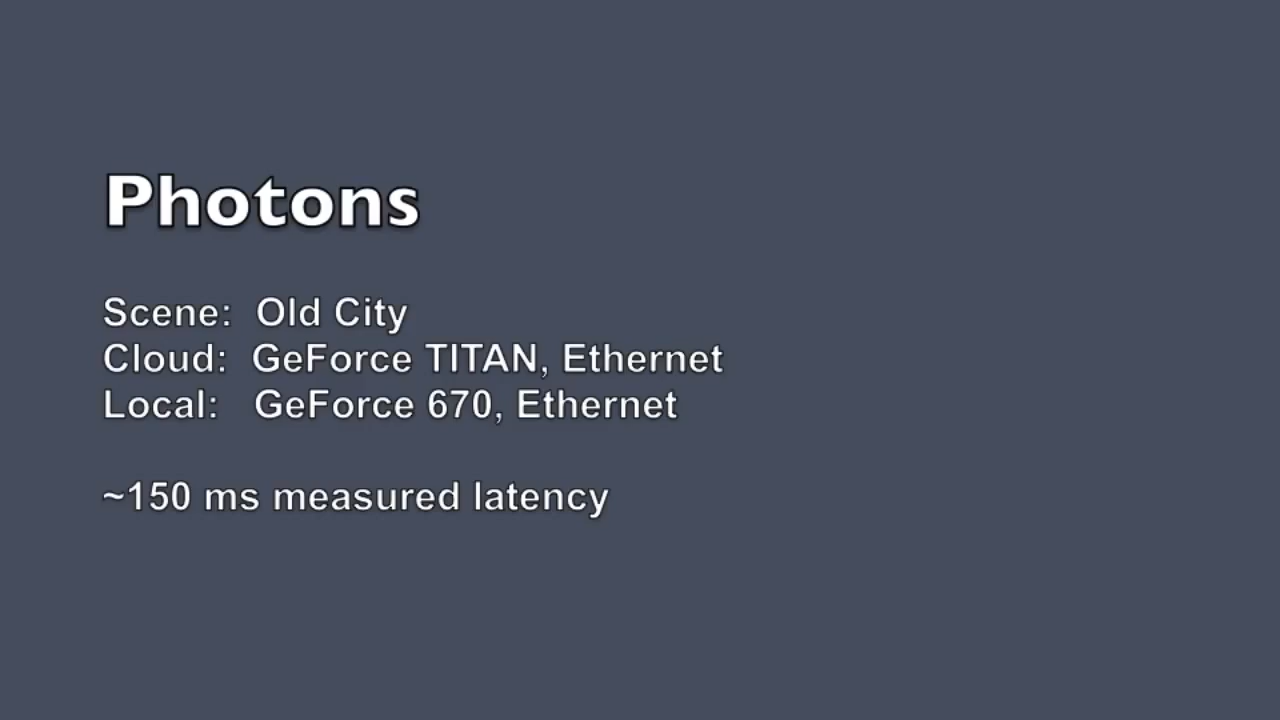 Photons
Scene: Old City
Cloud: GeForce TITAN, Ethernet
Local: GeForce 670, Ethernet
~150 ms measured latency